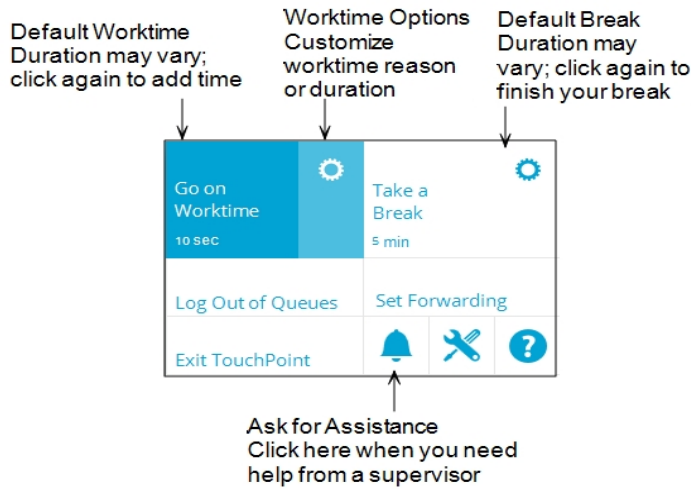 Default Worktime
Duration may vary;
click again to add time
Worktime Options
Customize
worktime reason
or duration
Default Break
Duration may
vary; click again to
finish your break
Go on
Worktime
10 sec
Take a
Break
5 min
Log Out of Queues
Set Forwarding
Exit TouchPoint
?
Ask for Assistance
Click here when you need
help from a supervisor